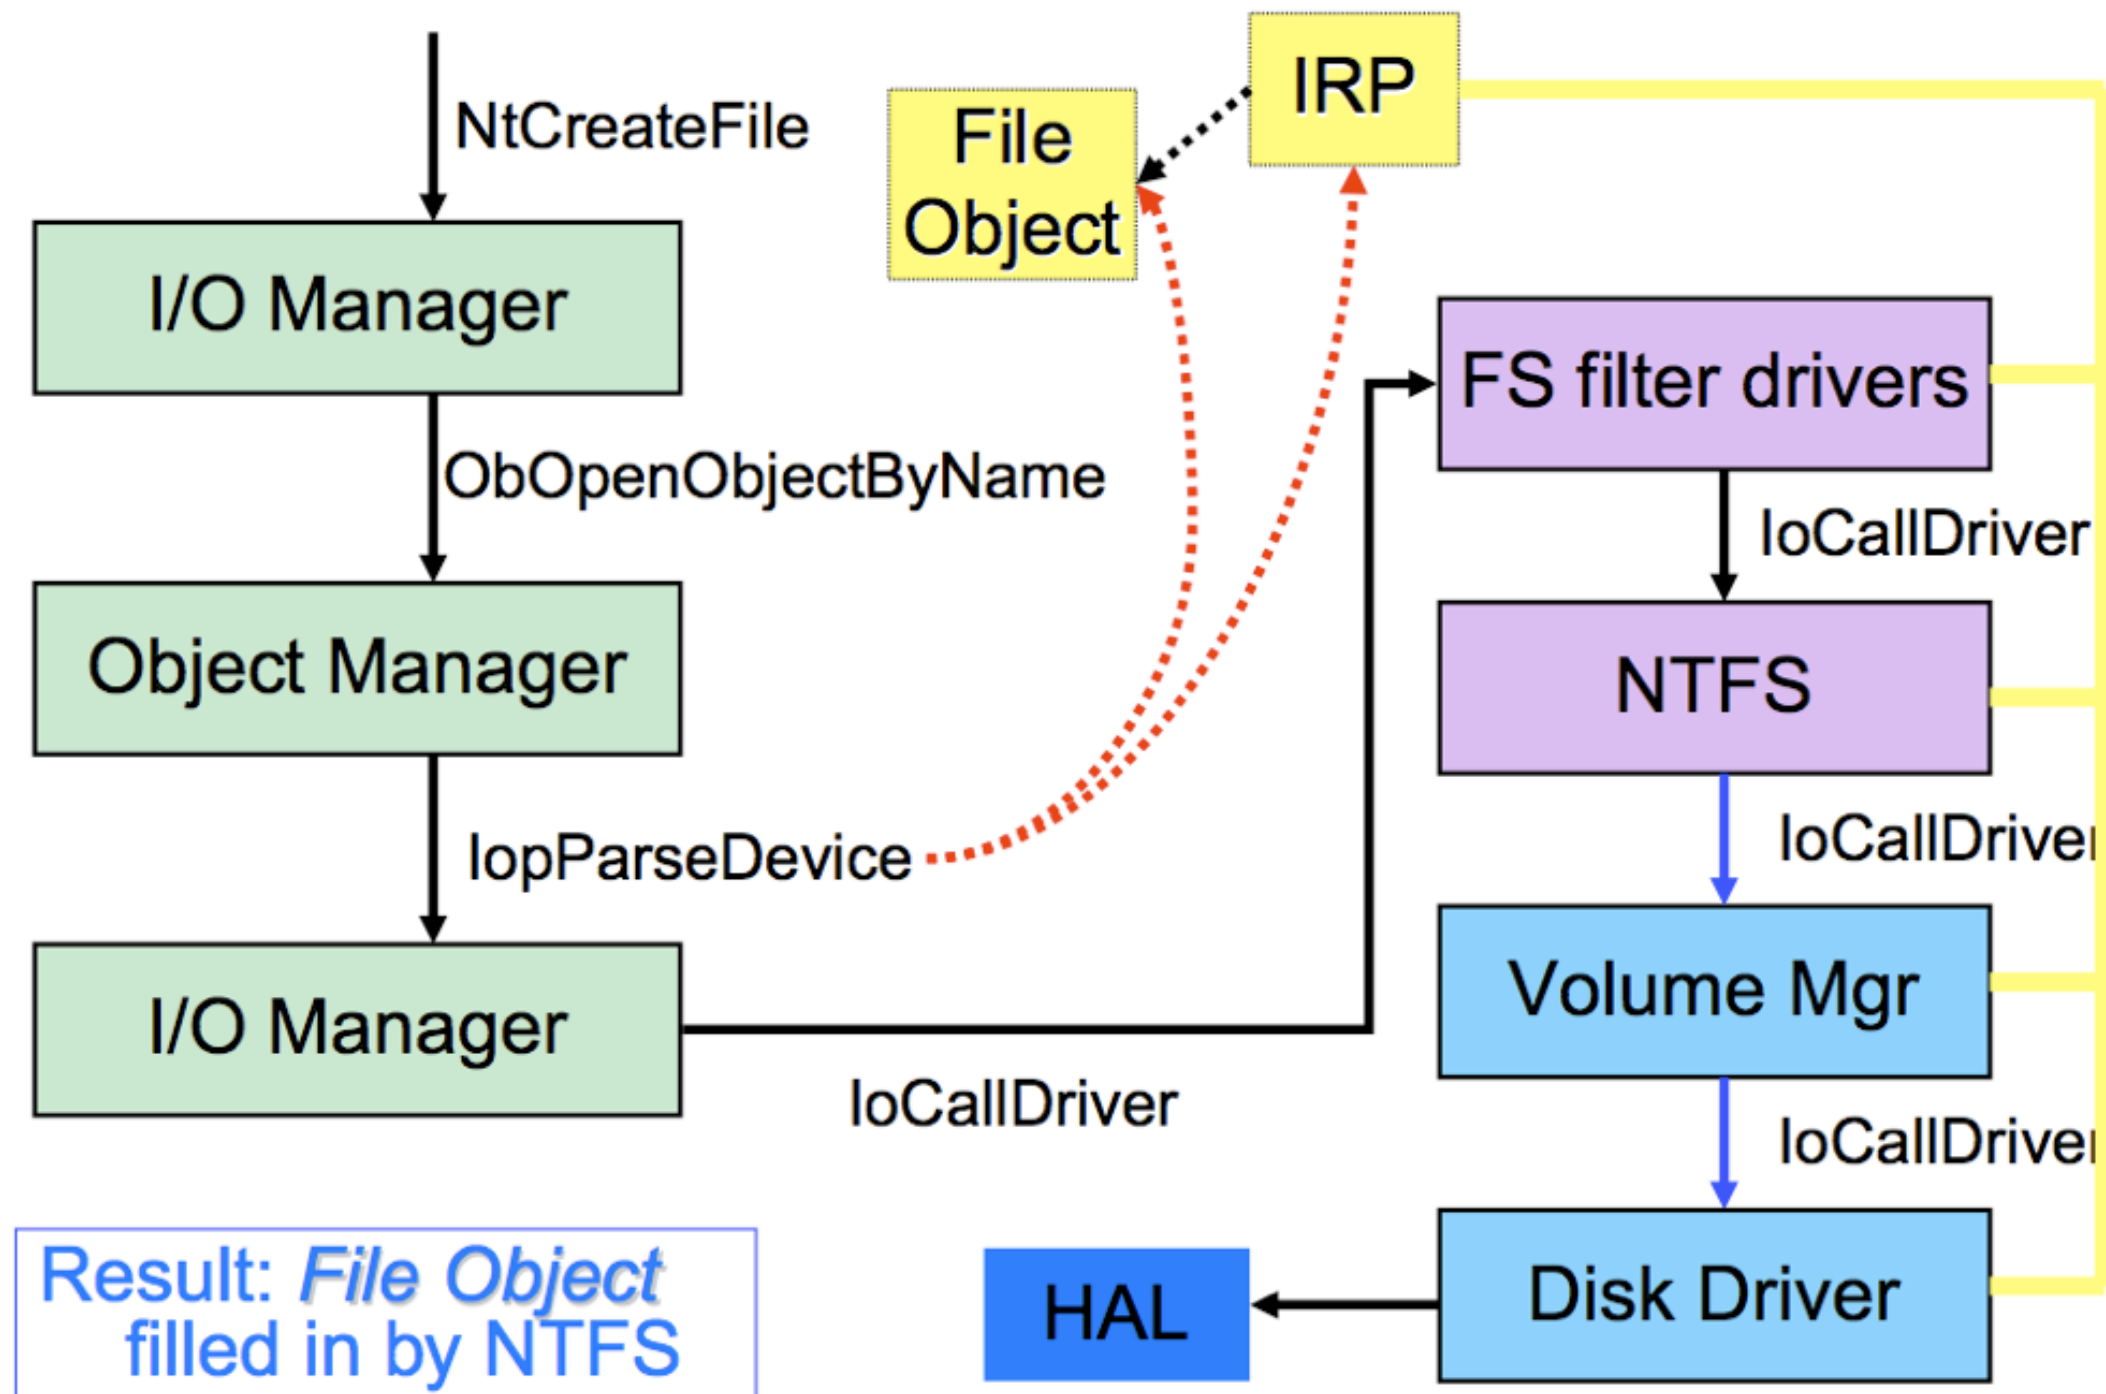 NtCreateFile
I/O Manager
ObOpenObjectByName
Object Manager
IopParseDevice
I/O Manager
IoCallDriver
File
Object
IRP
FS filter drivers
IoCallDriver
NTFS
IoCallDriver
Volume Mgr
IoCallDriver
Disk Driver
HAL
Result: File Object
filled in by NTFS